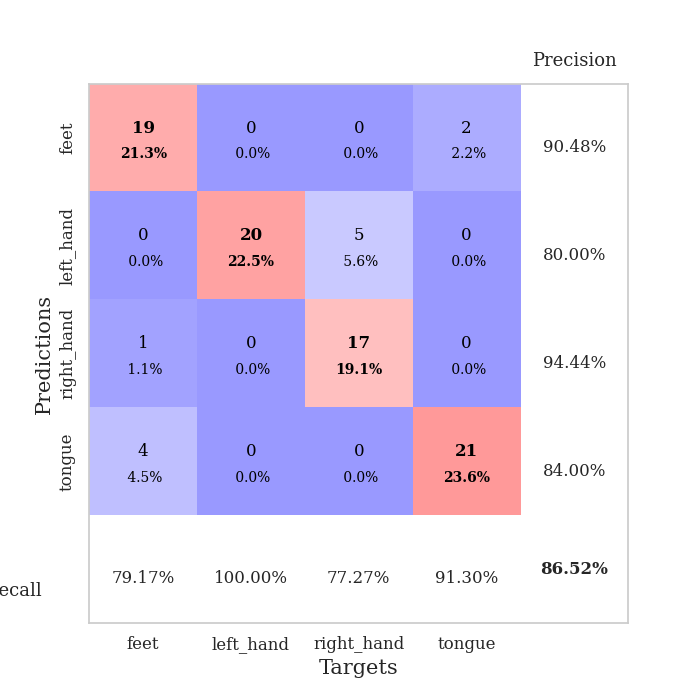 Precision
feet
19 0 0 2
21.3% 0.0% 0.0% 2.2%
90.48%
left_hand
0 20 5 0
0.0% 22.5% 5.6% 0.0%
80.00%
Predictions
right_hand
1 0 17 0
1.1% 0.0% 19.1% 0.0%
94.44%
tongue
4 0 0 21
4.5% 0.0% 0.0% 23.6%
84.00%
ecall
79.17% 100.00% 77.27% 91.30%
86.52%
feet left_hand right_hand tongue
Targets